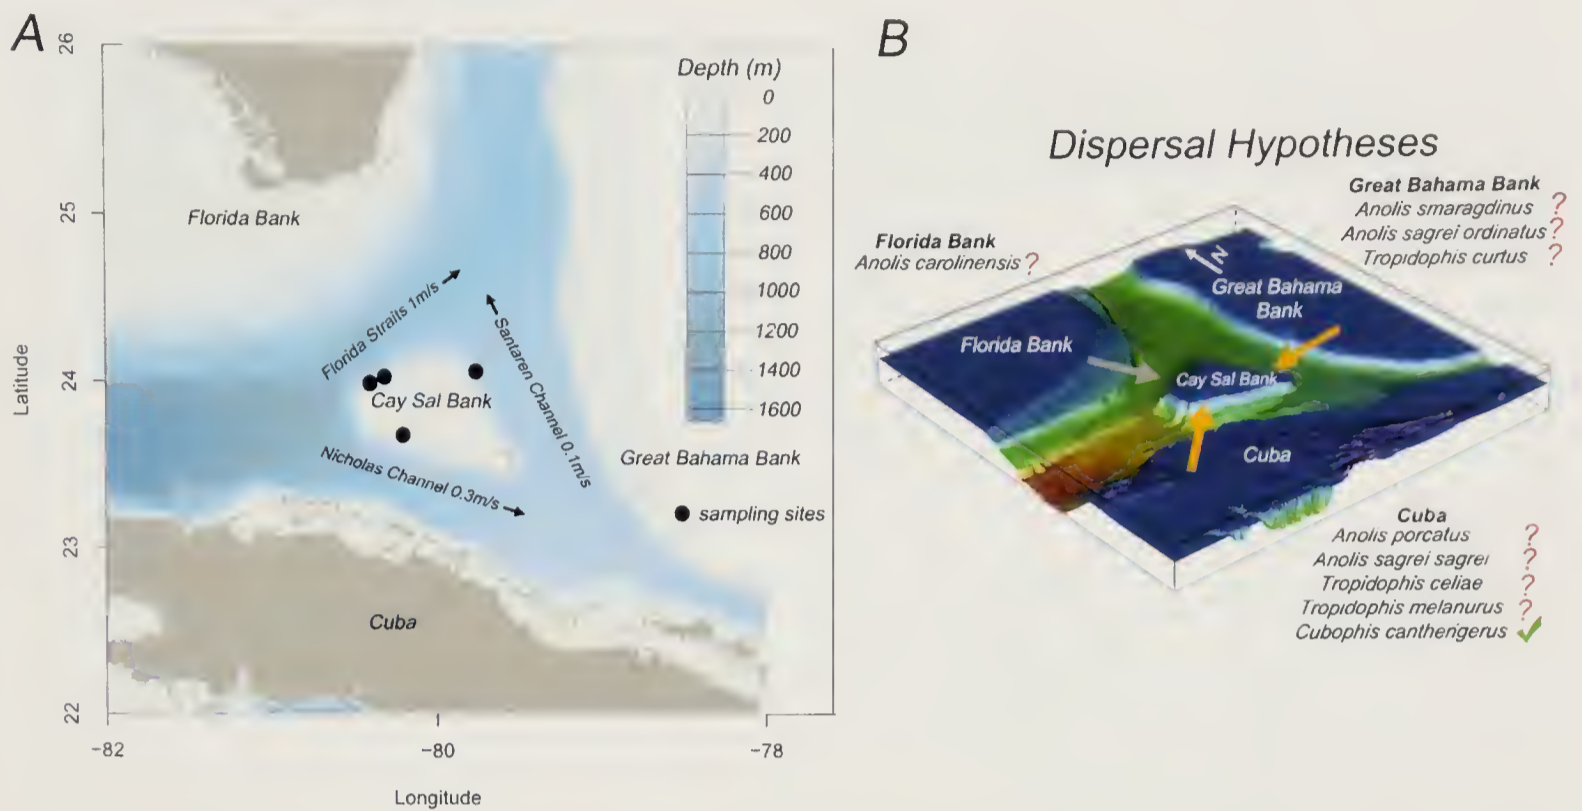 A
26
25
24
23
22
Latitude
-82
-80
-78
Longitude
Florida Bank
Florida Straits 1m/s
Santaren Channel 0.1m/s
Cay Sal Bank
Nicholas Channel 0.3m/s
Great Bahama Bank
Cuba
Depth (m)
0
200
400
600
800
1000
1200
1400
1600
sampling sites
B
Dispersal Hypotheses
Florida Bank
Anolis carolinensis ?
Great Bahama Bank
Anolis smaragdinus ?
Anolis sagrei ordinatus ?
Tropidophis curtus ?
N
Great Bahama
Bank
Florida Bank
Cay Sal Bank
Cuba
Cuba
Anolis porcatus ?
Anolis sagrei sagrei ?
Tropidophis celiae ?
Tropidophis melanurus ?
Cubophis cantherigerus ✓